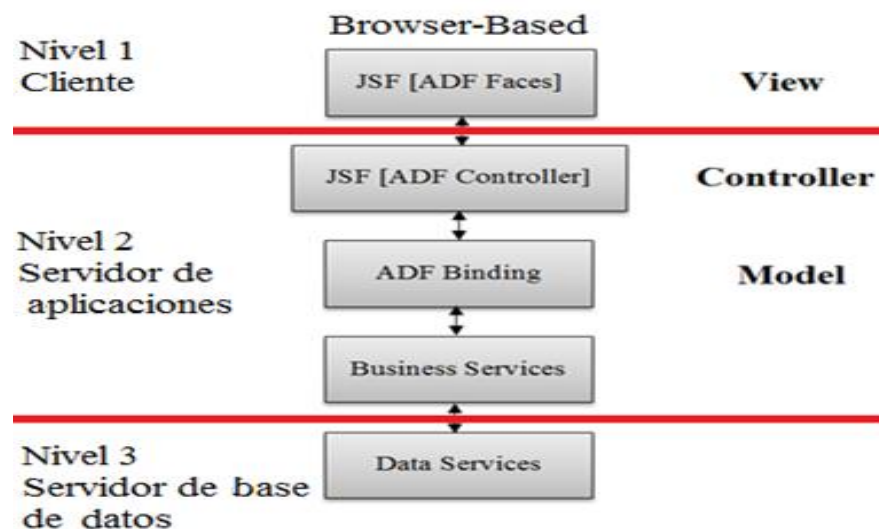 Browser-Based
Nivel 1
Cliente
JSF [ADF Faces]
View
JSF [ADF Controller]
Controller
Nivel 2
Servidor de
aplicaciones
ADF Binding
Model
Business Services
Nivel 3
Servidor de base
de datos
Data Services